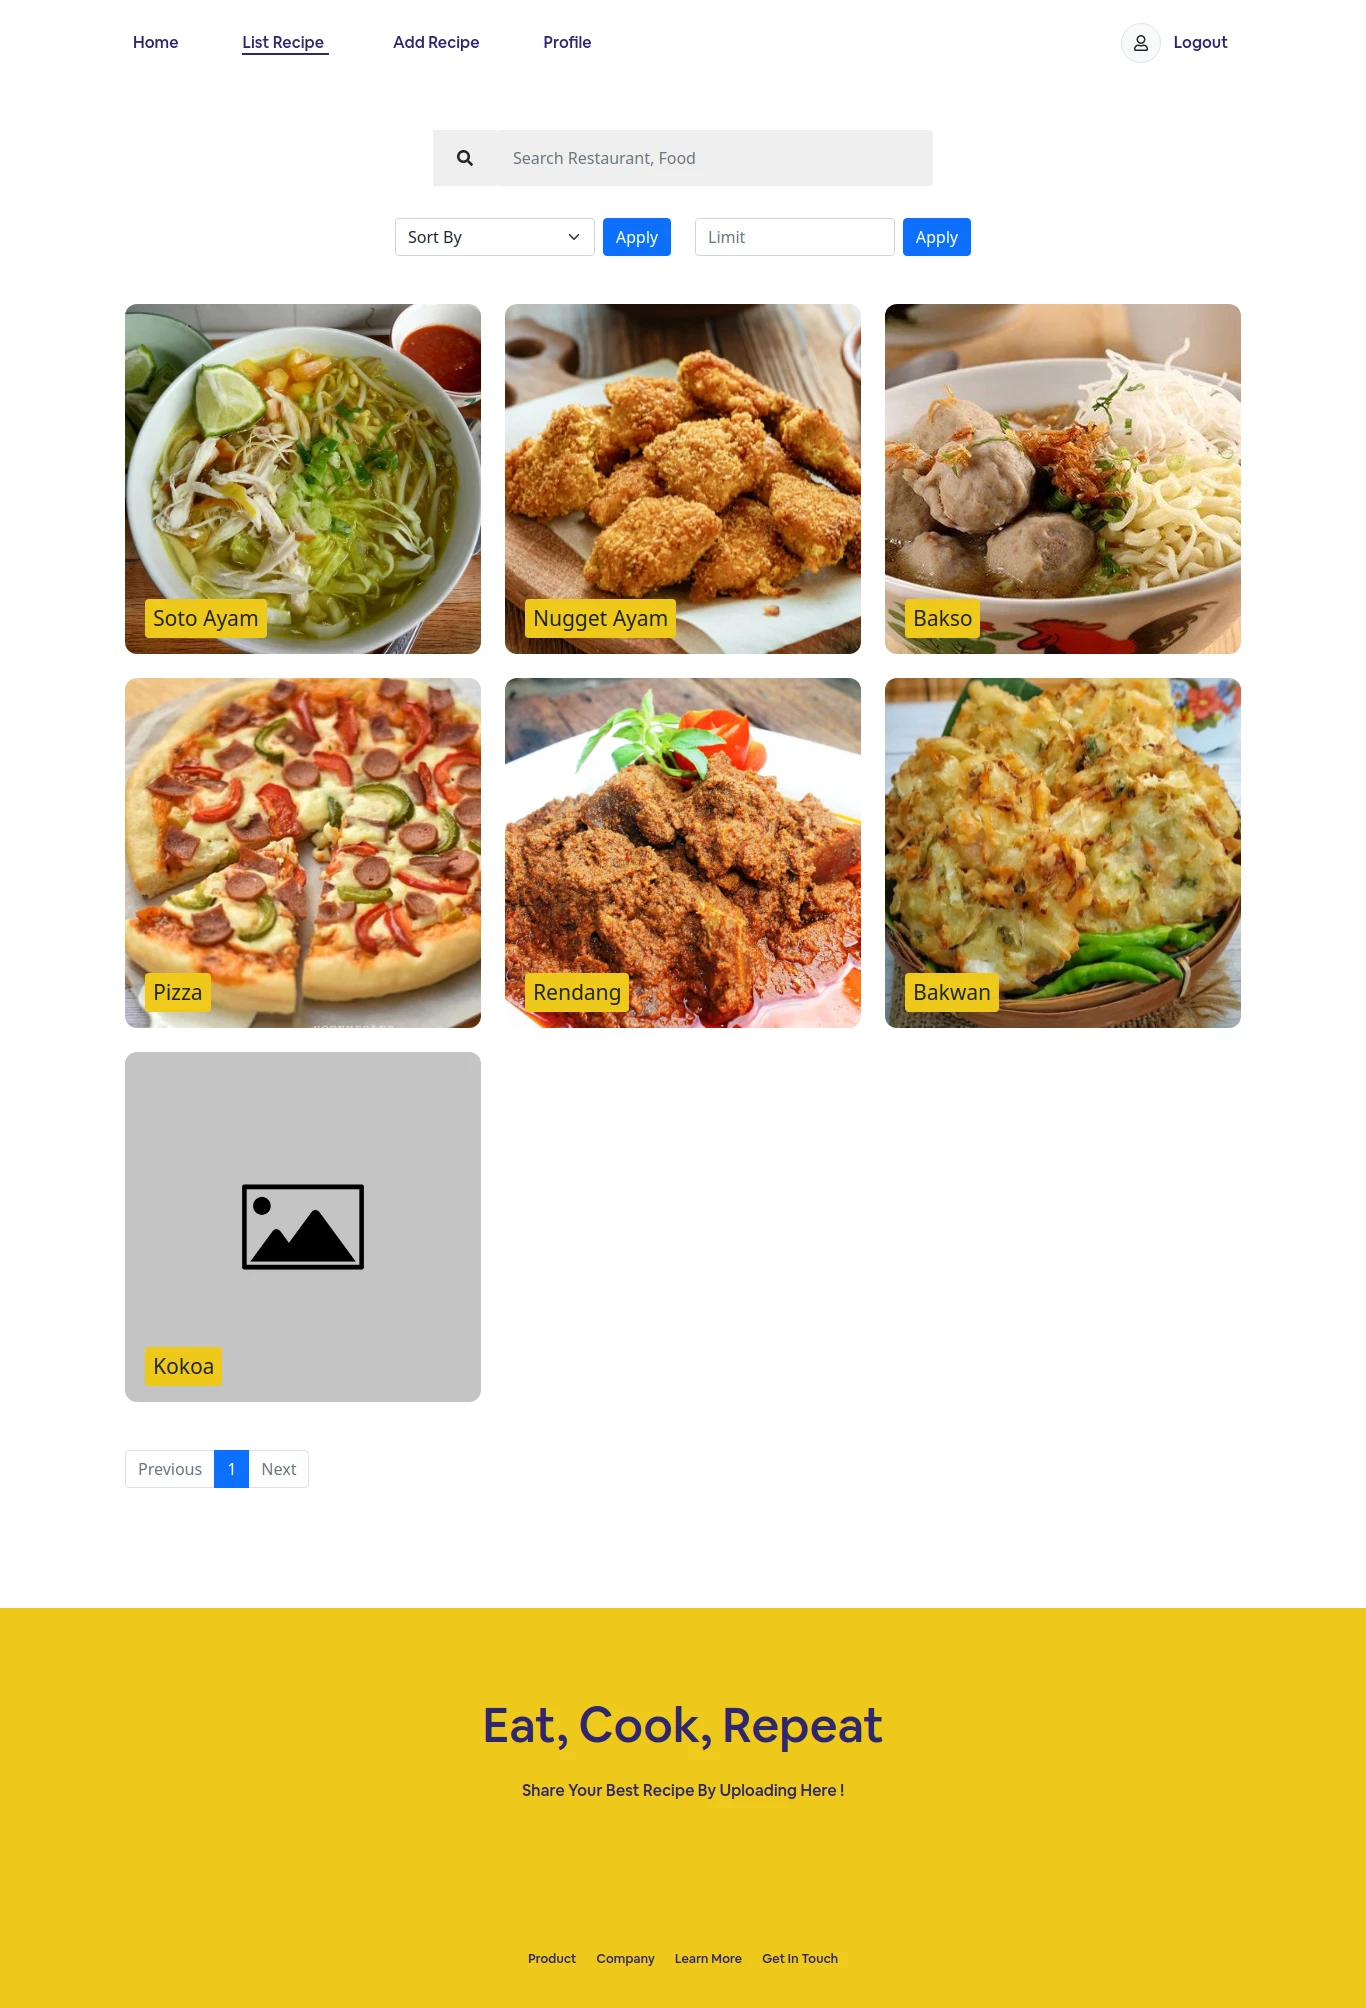 Home List Recipe Add Recipe Profile Logout
Search Restaurant, Food
Sort By Apply Limit Apply
Soto Ayam Nugget Ayam Bakso
Pizza Rendang Bakwan
Kokoa
Previous 1 Next
Eat, Cook, Repeat
Share Your Best Recipe By Uploading Here !
Product Company Learn More Get In Touch